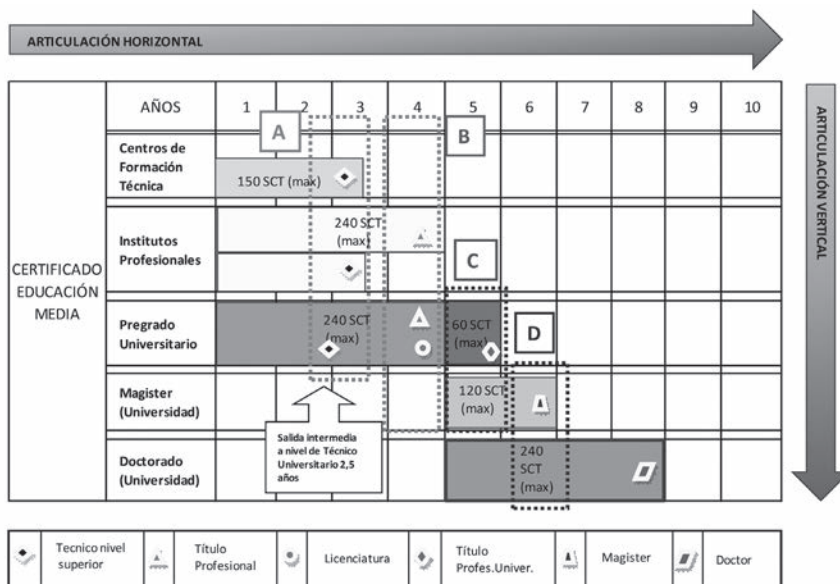 ARTICULACIÓN HORIZONTAL
ARTICULACIÓN VERTICAL
CERTIFICADO
EDUCACIÓN
MEDIA
AÑOS 1 2 3 4 5 6 7 8 9 10
A
B
Centros de
Formación
Técnica
150 SCT (max)
Institutos
Profesionales
240 SCT
(max)
C
Pregrado
Universitario
240 SCT
(max)
60 SCT
(max)
D
Magister
(Universidad)
120 SCT
(max)
Salida intermedia
a nivel de Técnico
Universitario 2,5
años
Doctorado
(Universidad)
240
SCT
(max)
Tecnico nivel
superior
Título
Profesional
Licenciatura
Título
Profes.Univer.
Magister
Doctor